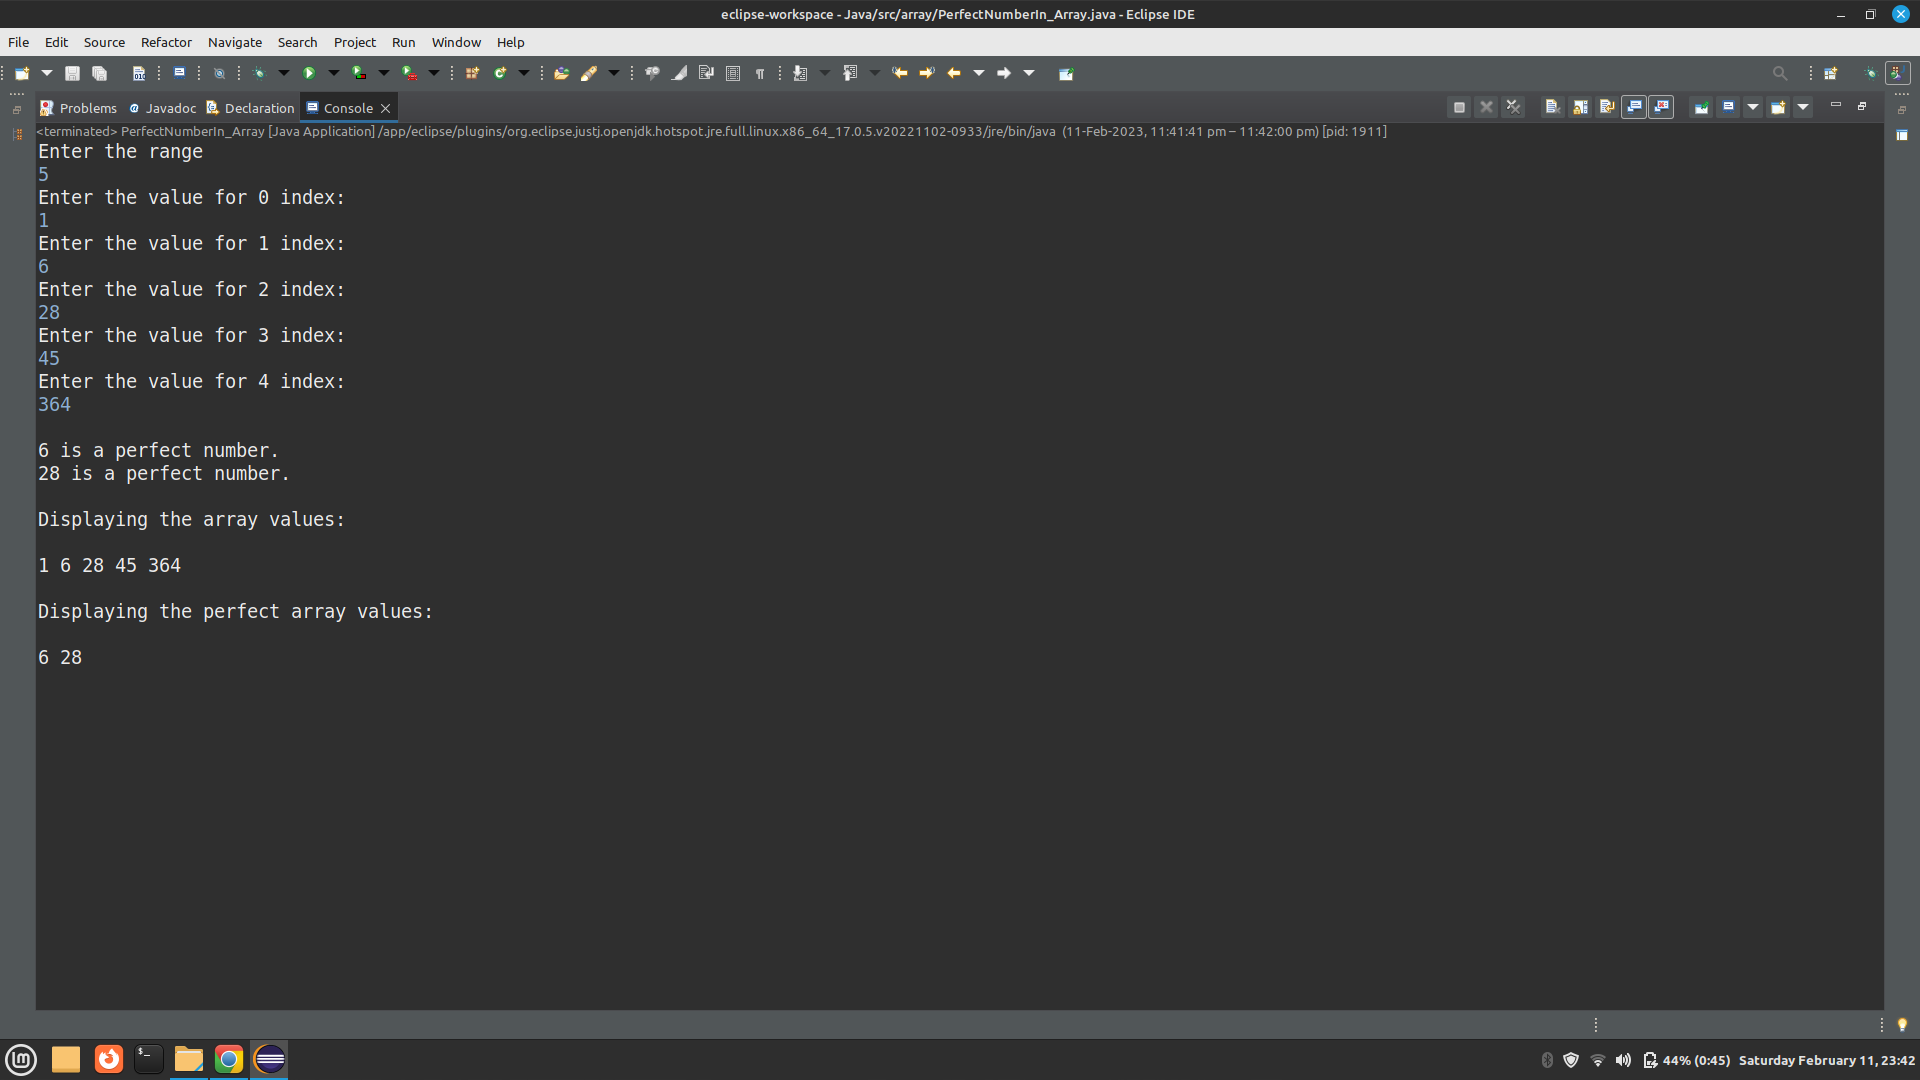 eclipse-workspace - Java/src/array/PerfectNumberIn_Array.java - Eclipse IDE
File Edit Source Refactor Navigate Search Project Run Window Help
Problems Javadoc Declaration Console
<terminated> PerfectNumberIn_Array [Java Application] /app/eclipse/plugins/org.eclipse.justj.openjdk.hotspot.jre.full.linux.x86_64_17.0.5.v20221102-0933/jre/bin/java (11-Feb-2023, 11:41:41 pm – 11:42:00 pm) [pid: 1911]
Enter the range
5
Enter the value for 0 index:
1
Enter the value for 1 index:
6
Enter the value for 2 index:
28
Enter the value for 3 index:
45
Enter the value for 4 index:
364
6 is a perfect number.
28 is a perfect number.
Displaying the array values:
1 6 28 45 364
Displaying the perfect array values:
6 28
44% (0:45) Saturday February 11, 23:42